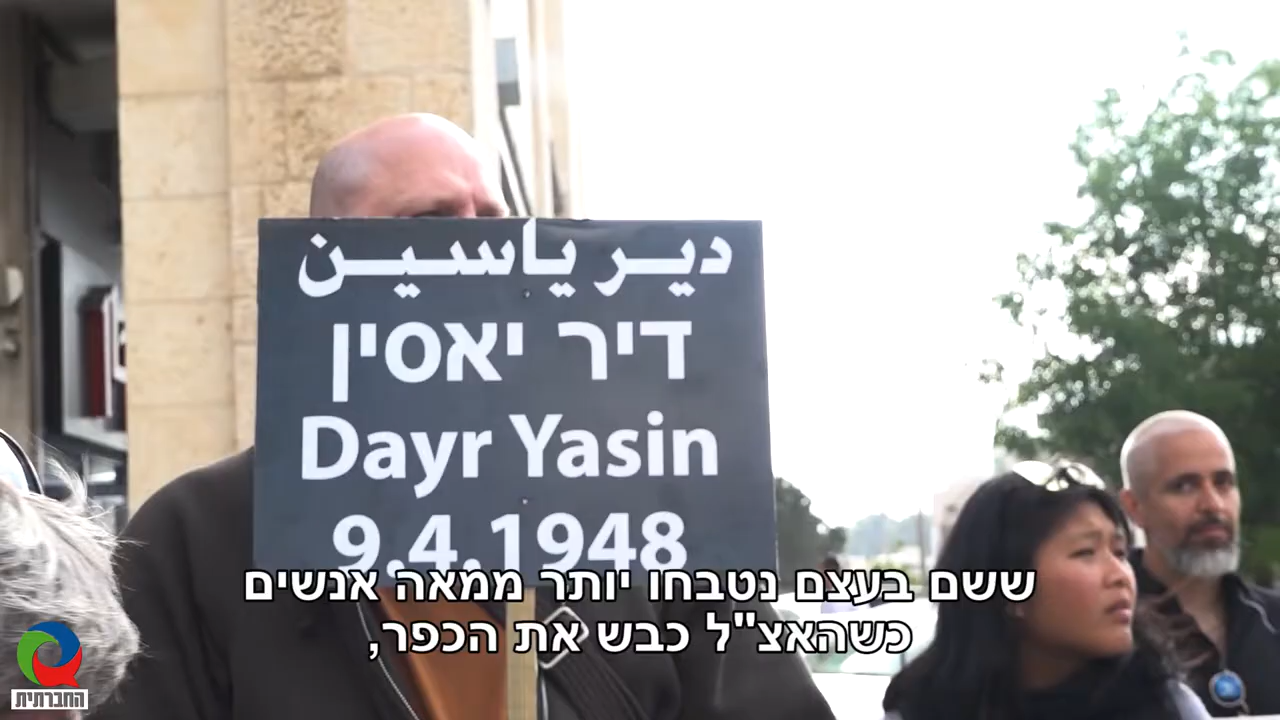 دير ياسين
דיר יאסין
Dayr Yasin
9.4.1948
ששם בעצם נטבחו יותר ממאה אנשים
כשהאצ"ל כבש את הכפר,
החברתית